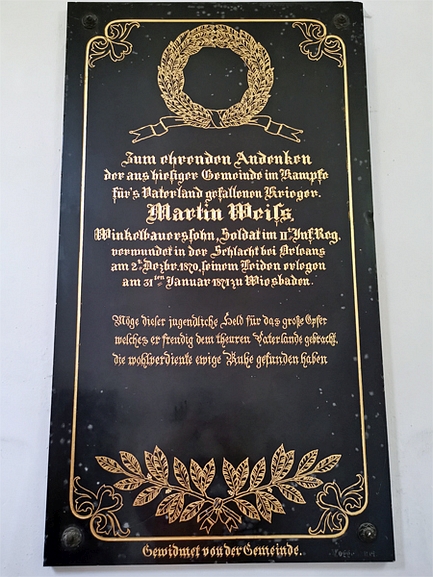 Zum ehrenden Andenken
der aus hiesiger Gemeinde im Kampfe
für's Vaterland gefallenen Krieger.
Martin Weiss,
Winkelbauerssohn, Soldat im II. Inf. Reg.
verwundet in der Schlacht bei Orleans
am 2. Dezbr. 1870, seinem Leiden erlegen
am 31ten Januar 1871 zu Wiesbaden.
Möge dieser jugendliche Held für das große Opfer
welches er freudig dem theuren Vaterlande gebracht,
die wohlverdiente ewige Ruhe gefunden haben
Gewidmet von der Gemeinde.